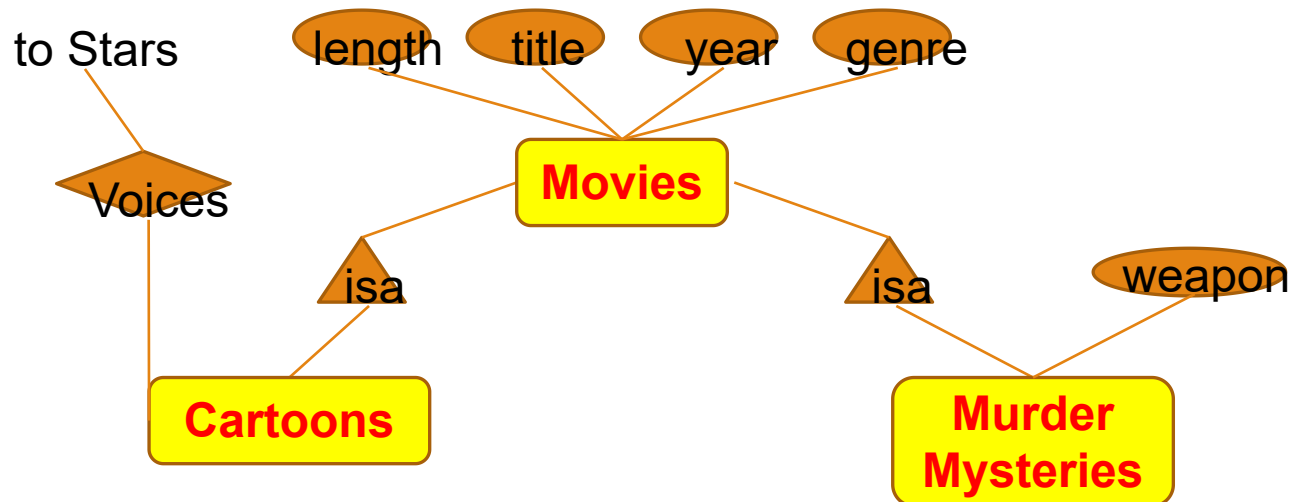 to Stars
length
title
year
genre
Movies
Voices
isa
isa
weapon
Cartoons
Murder
Mysteries